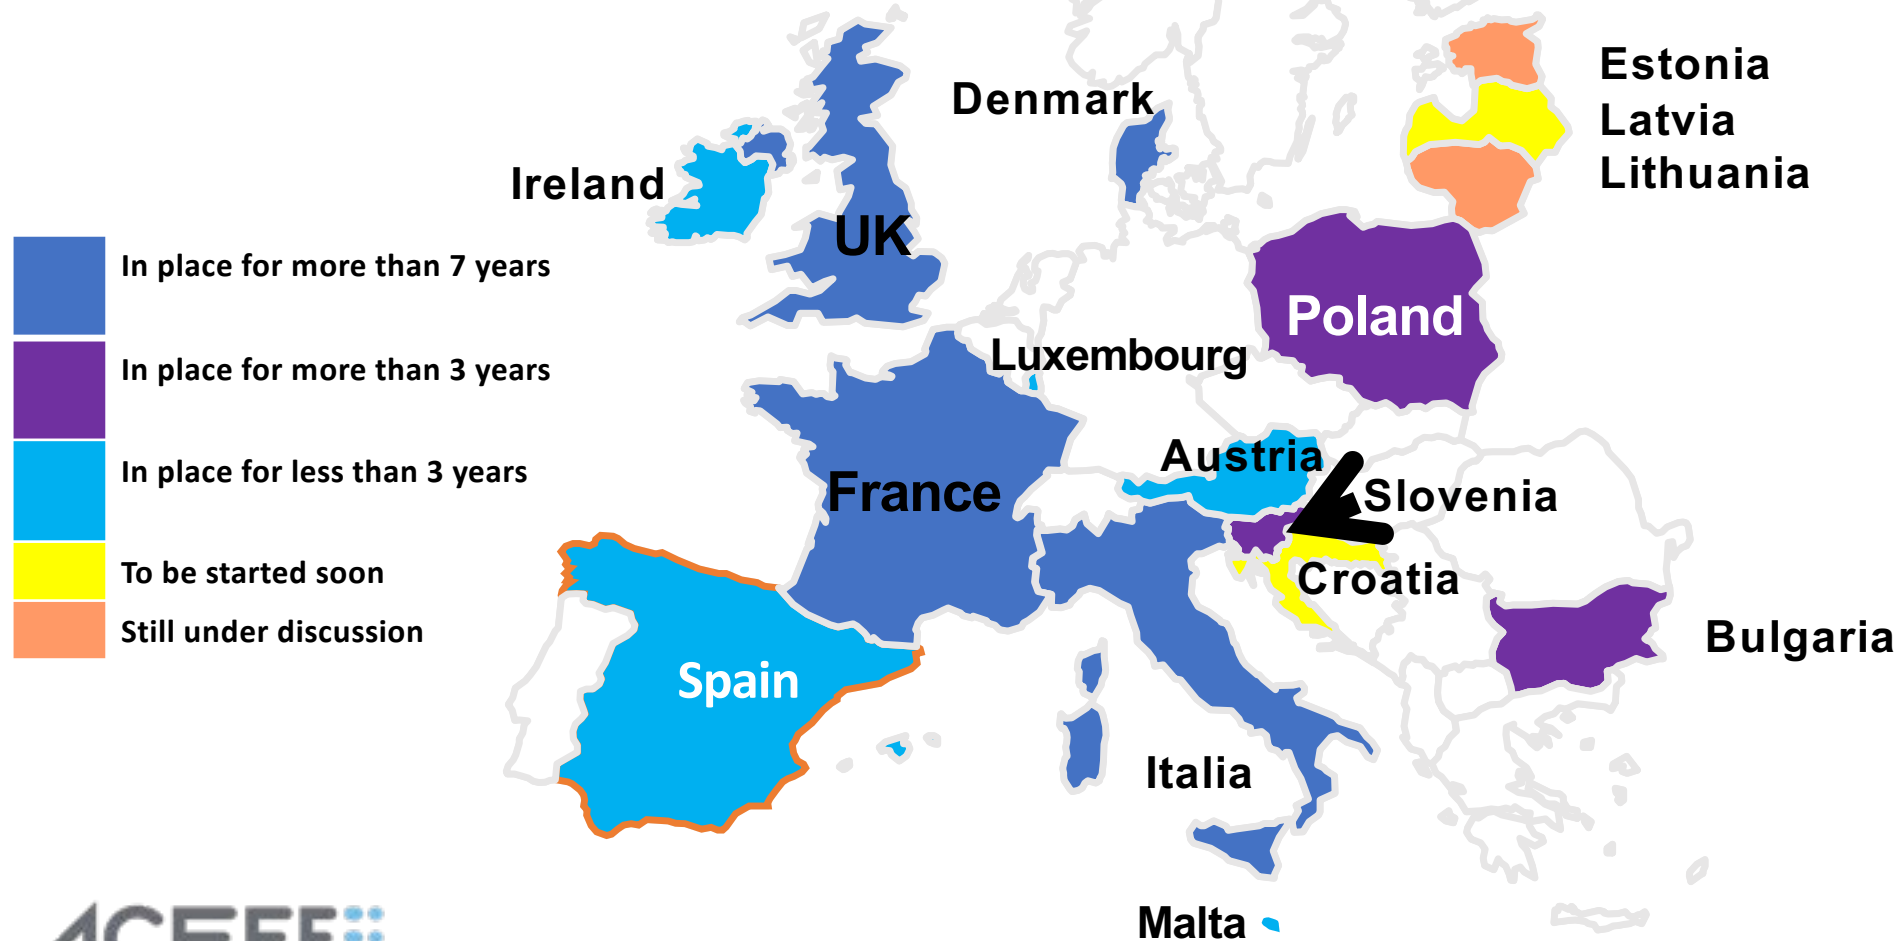 Estonia
Denmark
Latvia
Lithuania
Ireland
UK
In place for more than 7 years
Poland
Luxembourg
In place for more than 3 years
Austria
In place for less than 3 years
France
Slovenia
To be started soon
Croatia
Still under discussion
Bulgaria
Spain
Italia
Malta